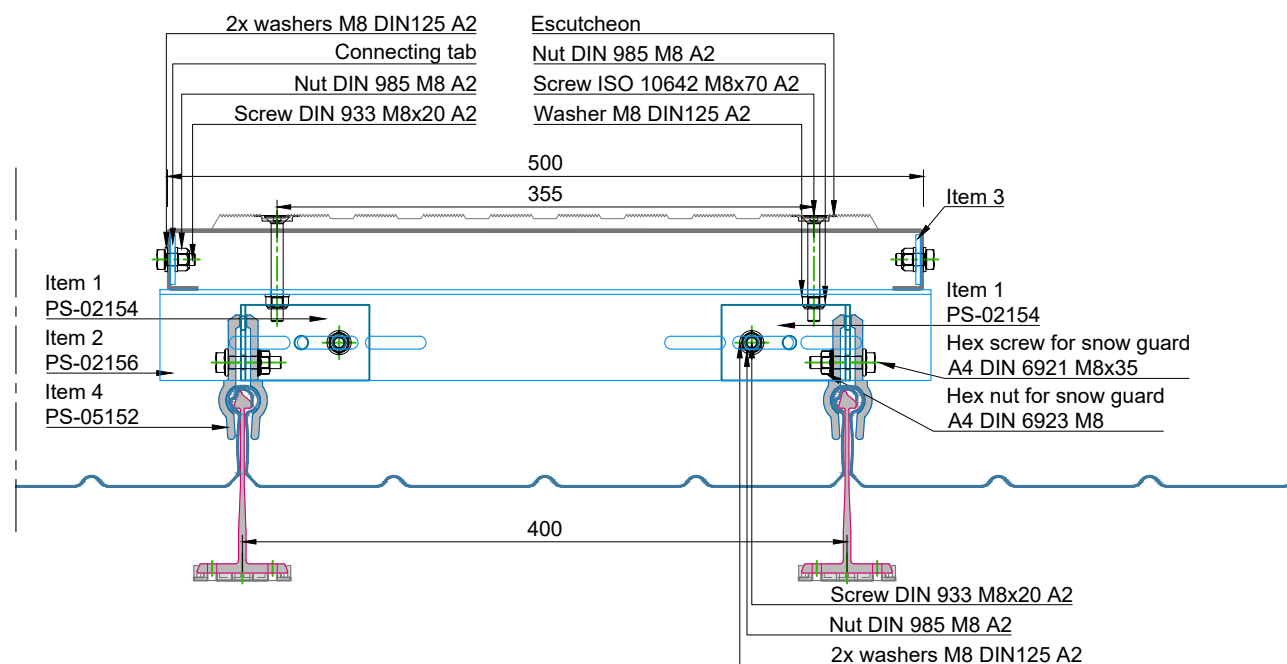 2x washers M8 DIN125 A2
Connecting tab
Nut DIN 985 M8 A2
Screw DIN 933 M8x20 A2
Escutcheon
Nut DIN 985 M8 A2
Screw ISO 10642 M8x70 A2
Washer M8 DIN125 A2
500
355
Item 3
Item 1
PS-02154
Item 2
PS-02156
Item 4
PS-05152
Item 1
PS-02154
Hex screw for snow guard
A4 DIN 6921 M8x35
Hex nut for snow guard
A4 DIN 6923 M8
400
Screw DIN 933 M8x20 A2
Nut DIN 985 M8 A2
2x washers M8 DIN125 A2